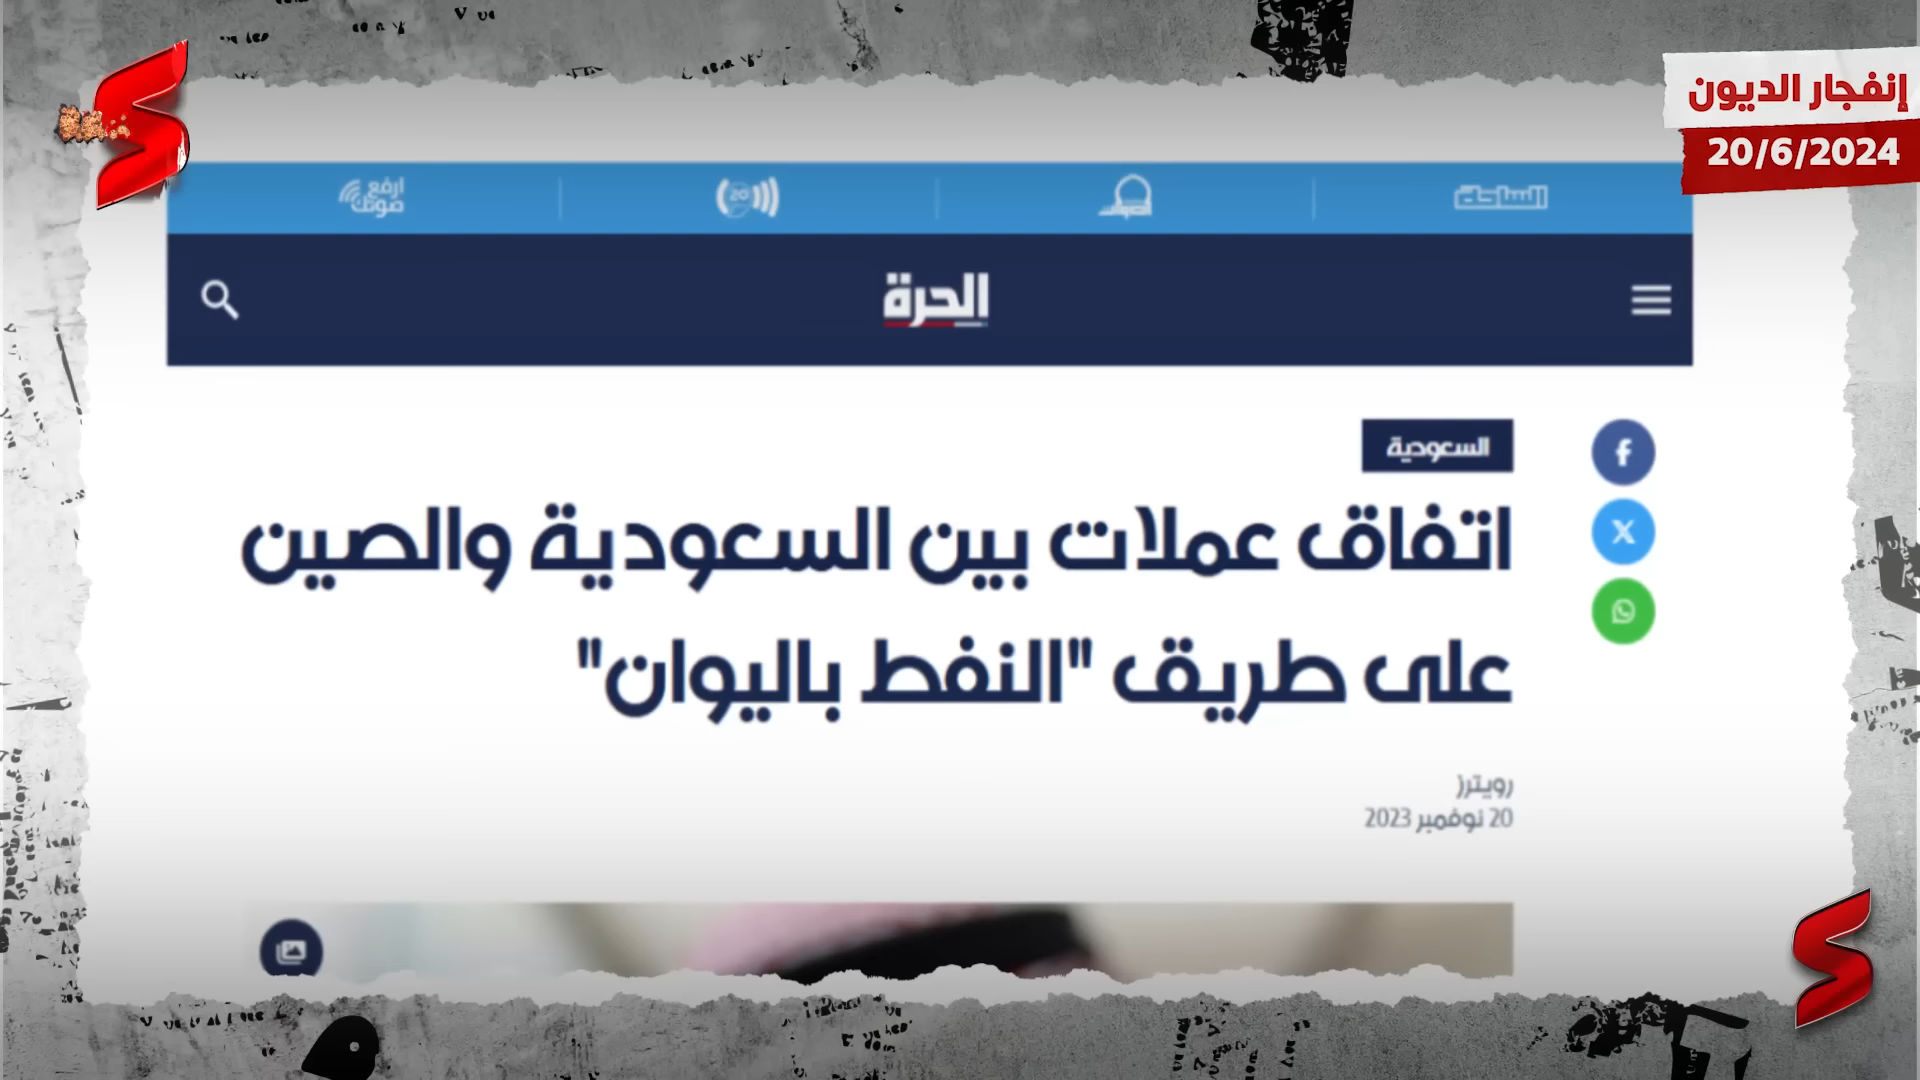 إنفجار الديون
20/6/2024
الساحة
ارفع صوتك
الحرة
السعودية
اتفاق عملات بين السعودية والصين
على طريق "النفط باليوان"
رويترز
20 نوفمبر 2023